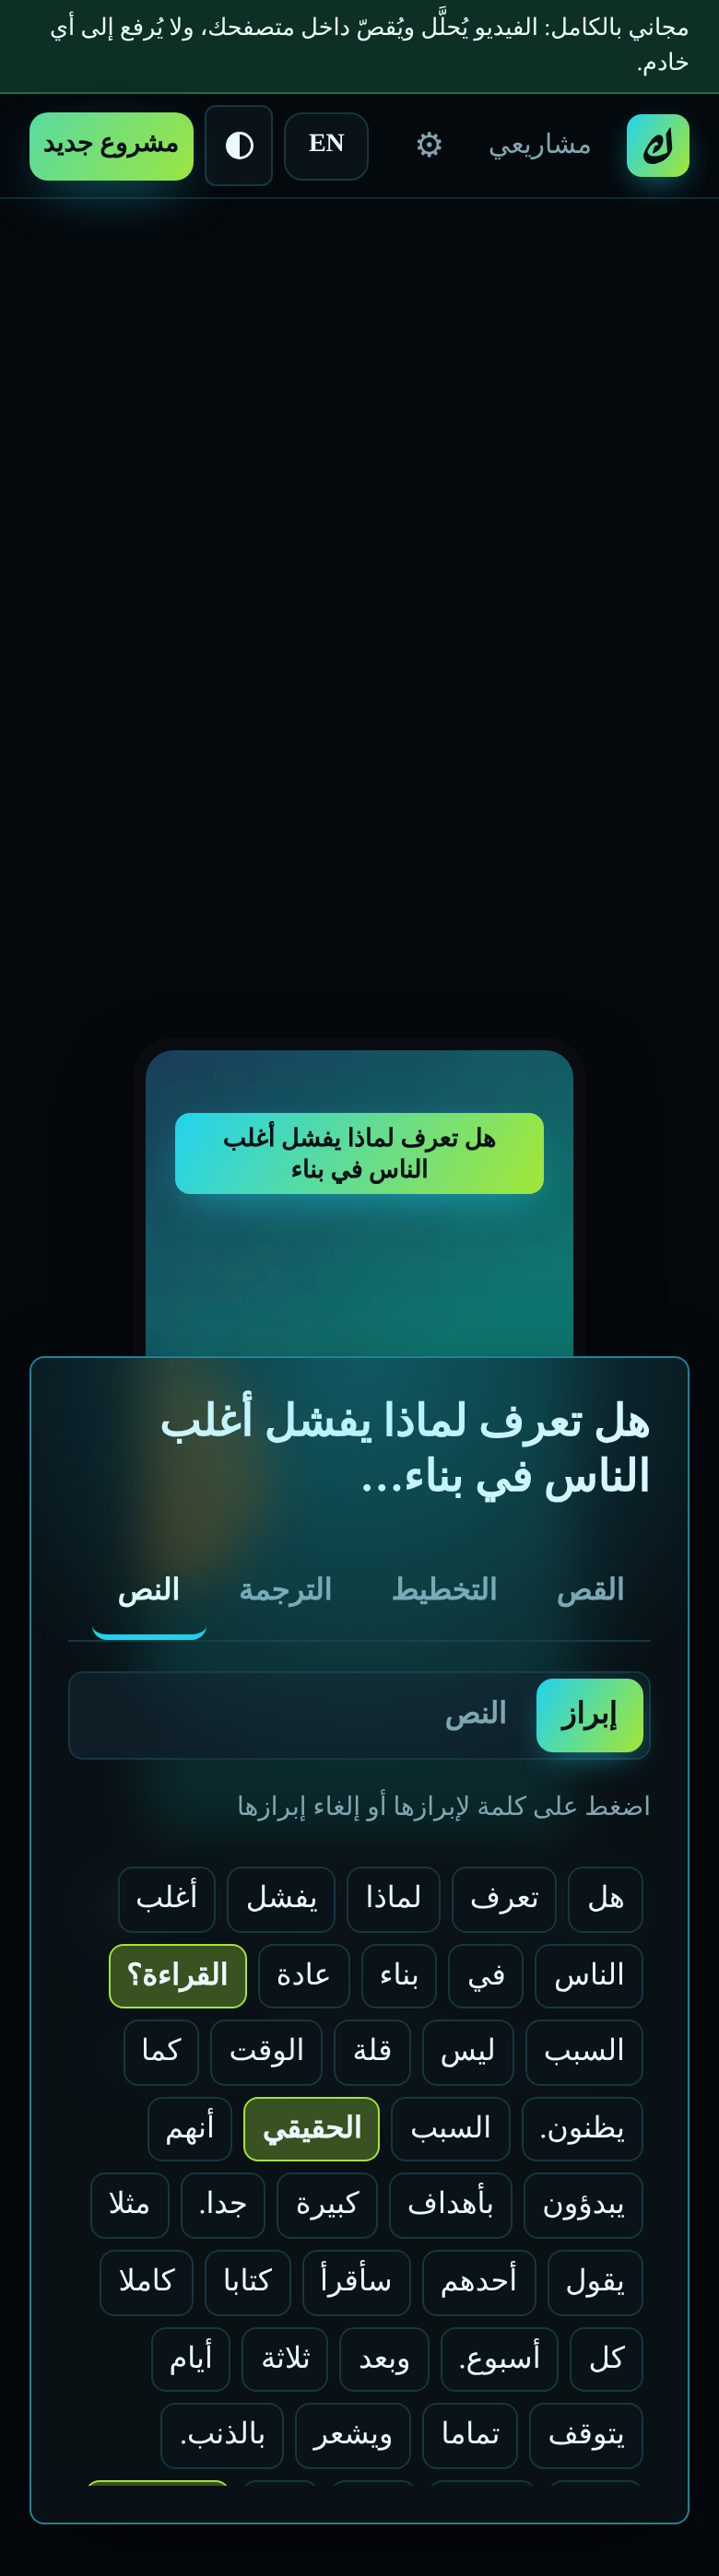 مجاني بالكامل: الفيديو يُحلَّل ويُقصّ داخل متصفحك، ولا يُرفع إلى أي
خادم.
ك مشاريعي EN مشروع جديد
هل تعرف لماذا يفشل أغلب
الناس في بناء
هل تعرف لماذا يفشل أغلب
الناس في بناء…
القص التخطيط الترجمة النص
إبراز النص
اضغط على كلمة لإبرازها أو إلغاء إبرازها
هل تعرف لماذا يفشل أغلب
الناس في بناء عادة القراءة؟
السبب ليس قلة الوقت كما
يظنون. السبب الحقيقي أنهم
يبدؤون بأهداف كبيرة جدا. مثلا
يقول أحدهم سأقرأ كتابا كاملا
كل أسبوع. وبعد ثلاثة أيام
يتوقف تماما ويشعر بالذنب.